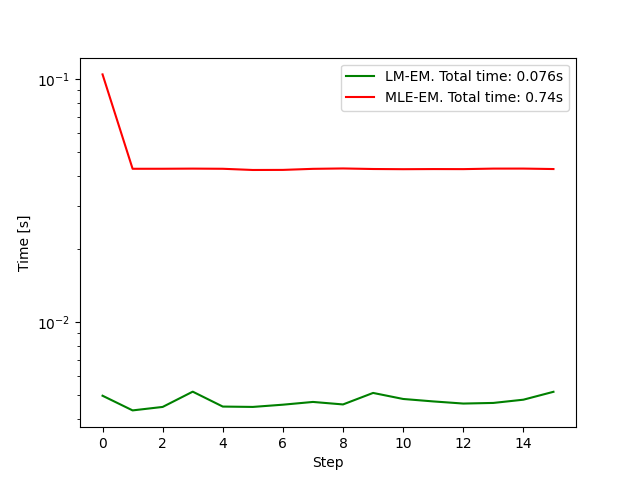 LM-EM. Total time: 0.076s
MLE-EM. Total time: 0.74s
10⁻¹
10⁻²
Time [s]
0 2 4 6 8 10 12 14
Step